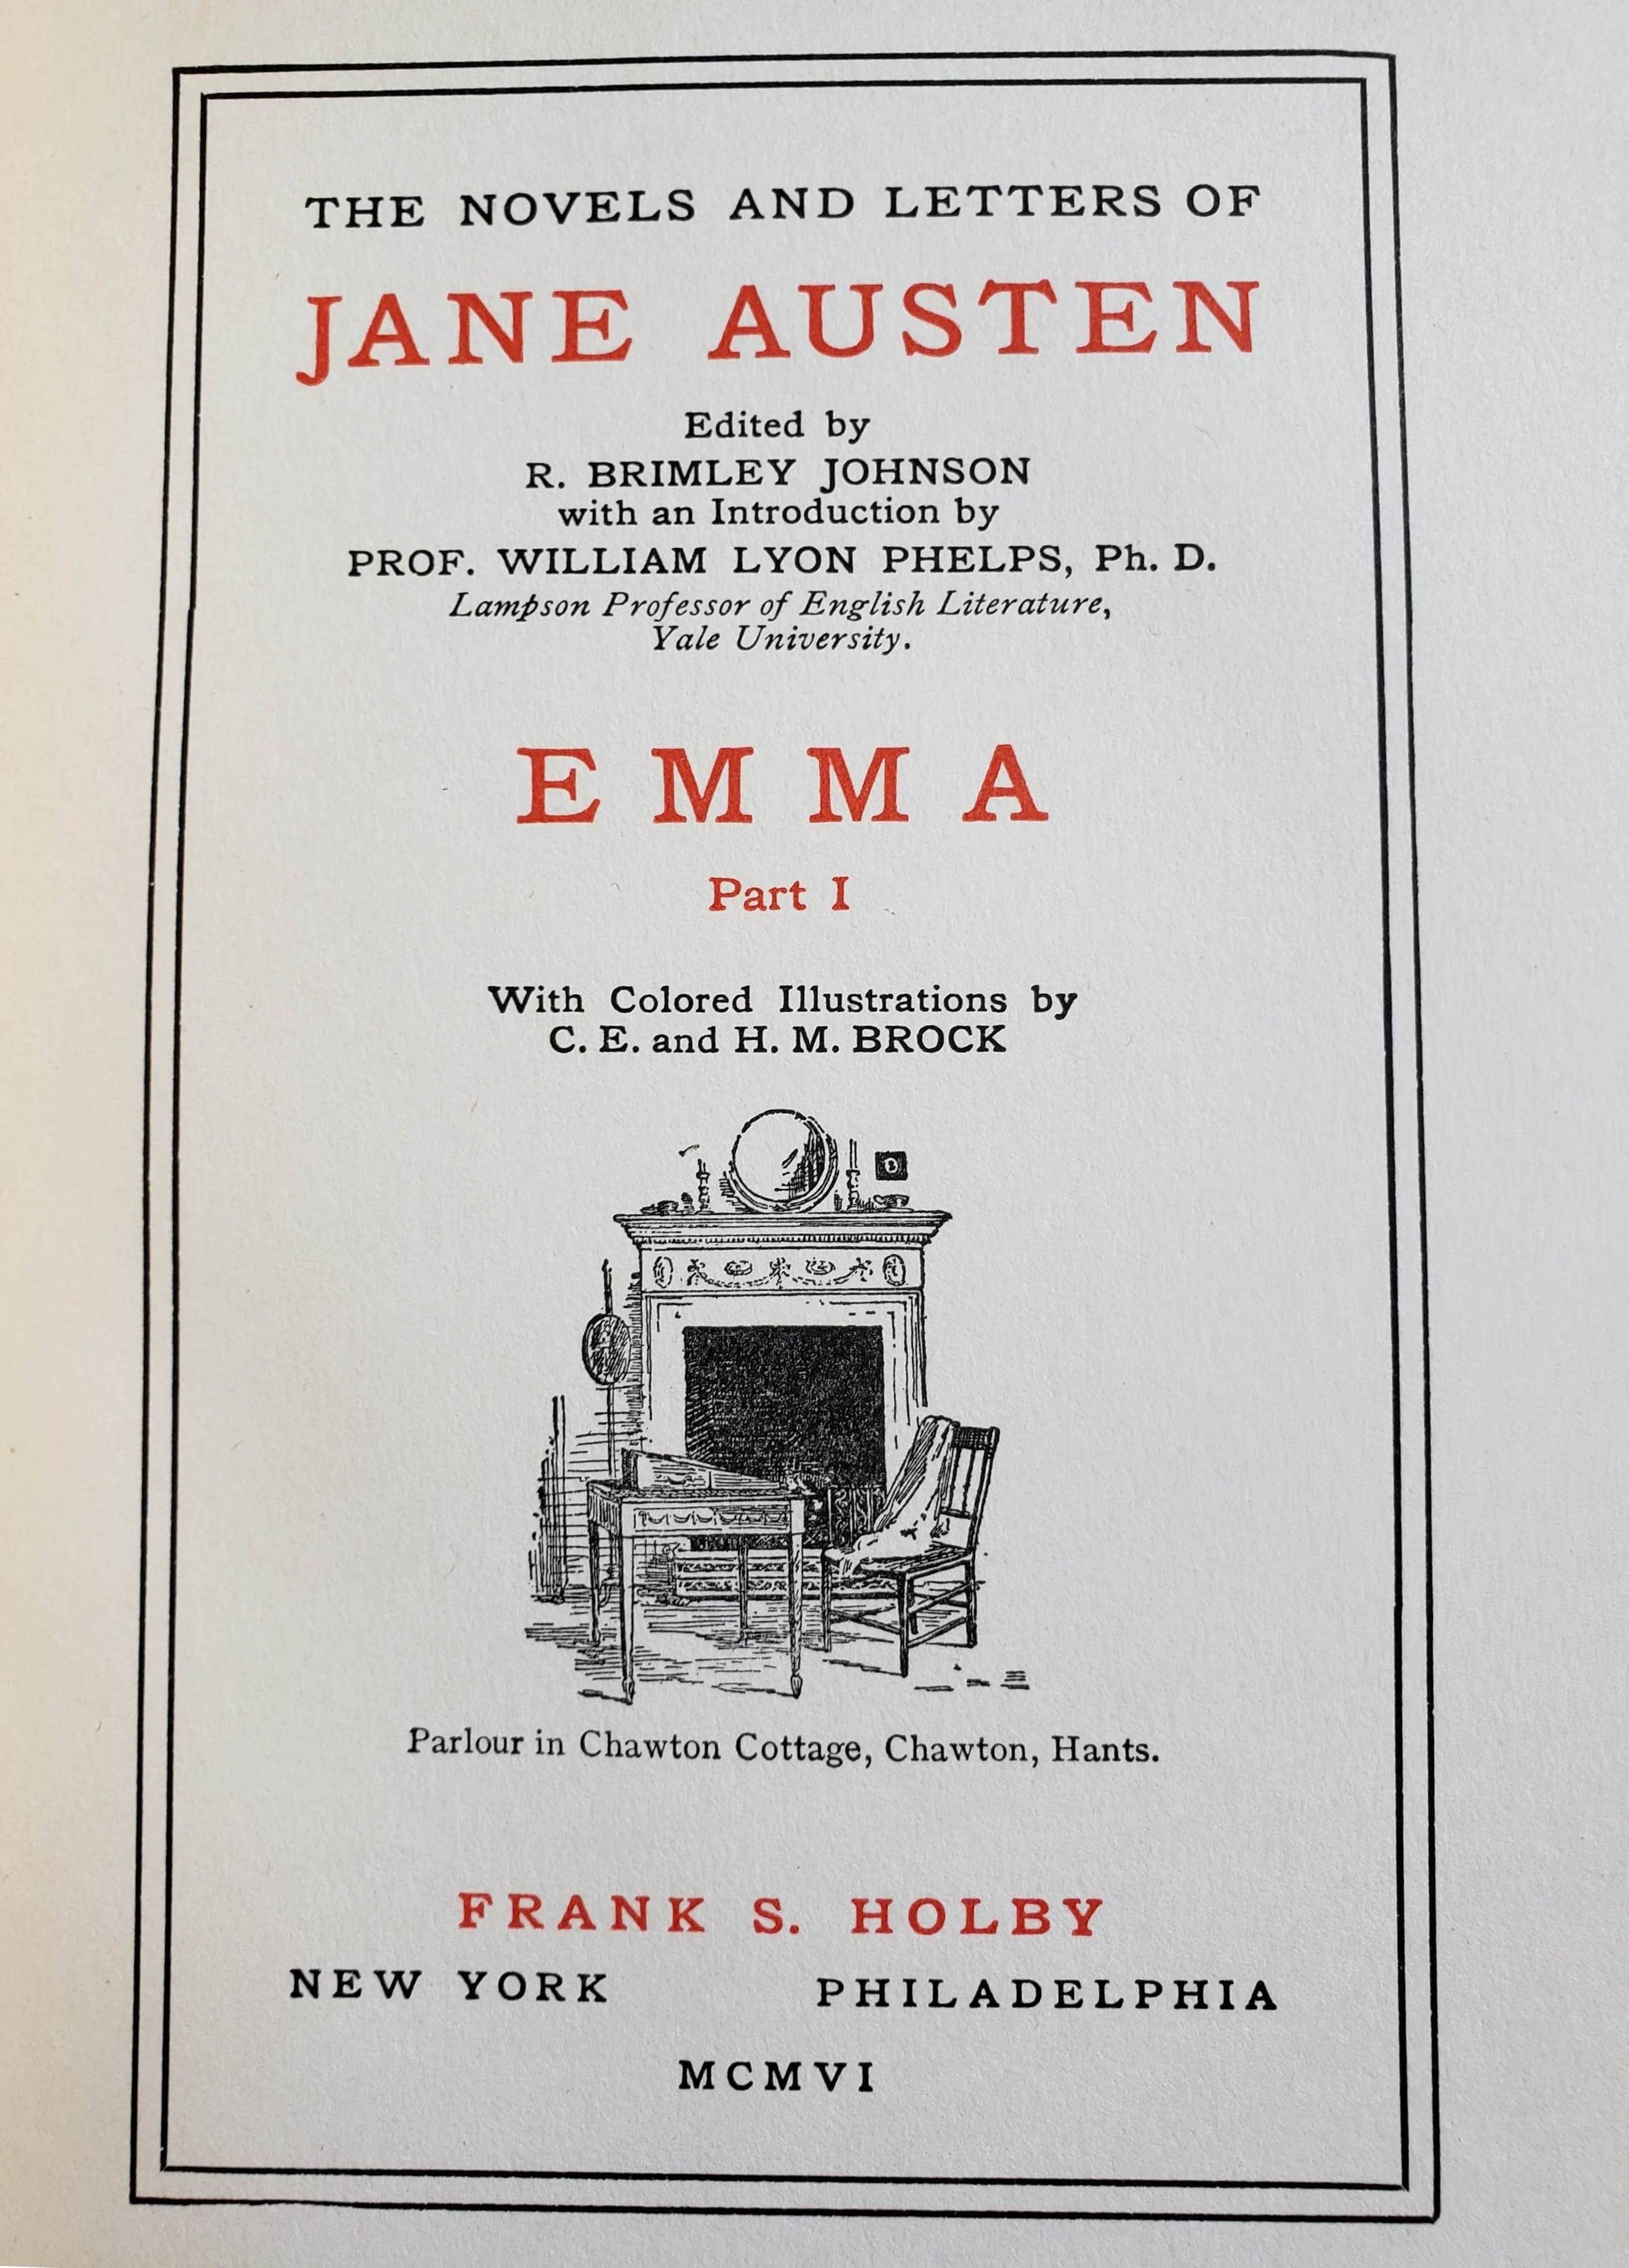 THE NOVELS AND LETTERS OF
JANE AUSTEN
Edited by
R. BRIMLEY JOHNSON
with an Introduction by
PROF. WILLIAM LYON PHELPS, Ph. D.
Lampson Professor of English Literature,
Yale University.
EMMA
Part I
With Colored Illustrations by
C. E. and H. M. BROCK
Parlour in Chawton Cottage, Chawton, Hants.
FRANK S. HOLBY
NEW YORK PHILADELPHIA
MCMVI